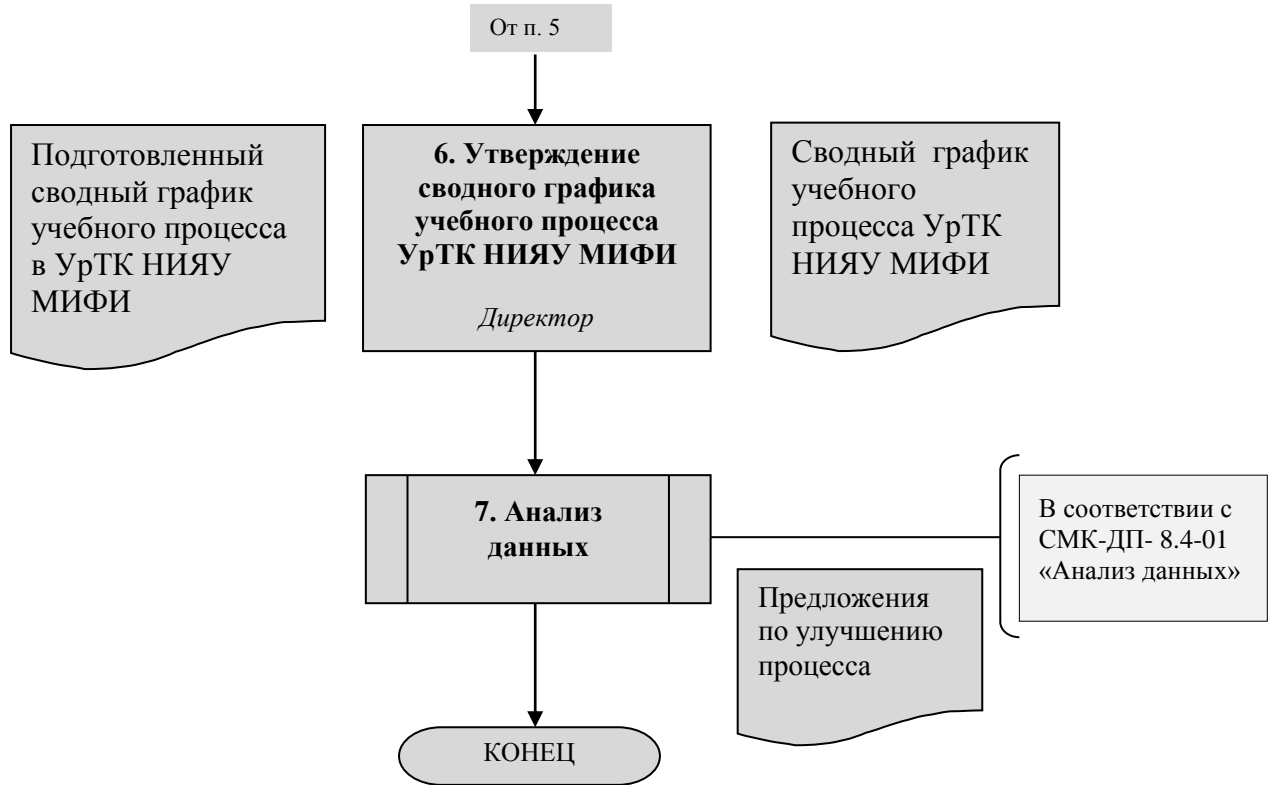 От п. 5
Подготовленный
сводный график
учебного процесса
в УрТК НИЯУ
МИФИ
6. Утверждение
сводного графика
учебного процесса
УрТК НИЯУ МИФИ
Директор
Сводный график
учебного
процесса УрТК
НИЯУ МИФИ
7. Анализ
данных
В соответствии с
СМК-ДП- 8.4-01
«Анализ данных»
Предложения
по улучшению
процесса
КОНЕЦ